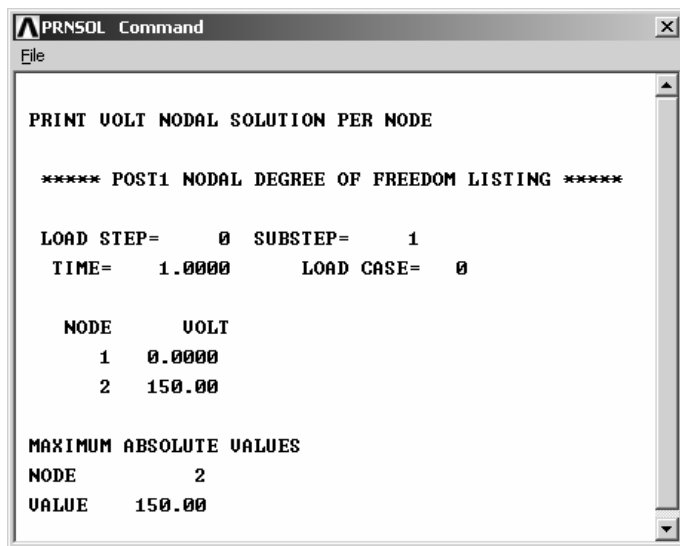 PRNSOL Command
File
PRINT VOLT NODAL SOLUTION PER NODE
***** POST1 NODAL DEGREE OF FREEDOM LISTING *****
LOAD STEP= 0 SUBSTEP= 1
TIME= 1.0000 LOAD CASE= 0
NODE VOLT
1 0.0000
2 150.00
MAXIMUM ABSOLUTE VALUES
NODE 2
VALUE 150.00